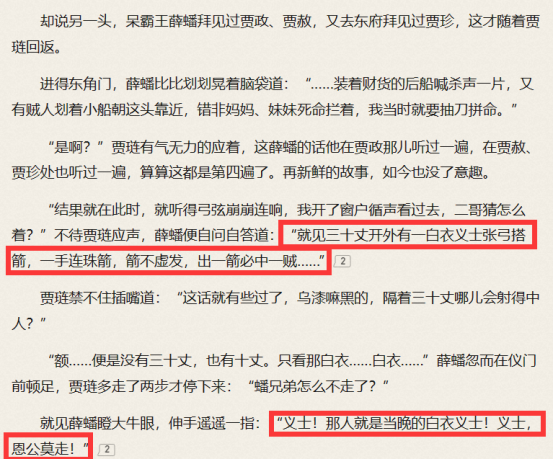 却说另一头，呆霸王薛蟠拜见过贾政、贾赦，又去东府拜见过贾珍，这才随着贾
琏回返。
进得东角门，薛蟠比比划划晃着脑袋道：“……装着财货的后船喊杀声一片，又
有贼人划着小船朝这头靠近，错非妈妈、妹妹死命拦着，我当时就要抽刀拼命。”
“是啊？”贾琏有气无力的应着，这薛蟠的话他在贾政那儿听过一遍，在贾赦、
贾珍处也听过一遍，算算这都是第四遍了。再新鲜的故事，如今也没了意趣。
“结果就在此时，就听得弓弦崩崩连响，我开了窗户循声看过去，二哥猜怎么
着？”不待贾琏应声，薛蟠便自问自答道：“就见三十丈开外有一白衣义士张弓搭
箭，一手连珠箭，箭不虚发，出一箭必中一贼……” 2
贾琏禁不住插嘴道：“这话就有些过了，乌漆嘛黑的，隔着三十丈哪儿会射得中
人？”
“额……便是没有三十丈，也有十丈。只看那白衣……白衣……”薛蟠忽而在仪门
前顿足，贾琏多走了两步才停下来：“蟠兄弟怎么不走了？”
就见薛蟠瞪大牛眼，伸手遥遥一指：“义士！那人就是当晚的白衣义士！义士，
恩公莫走！” 2